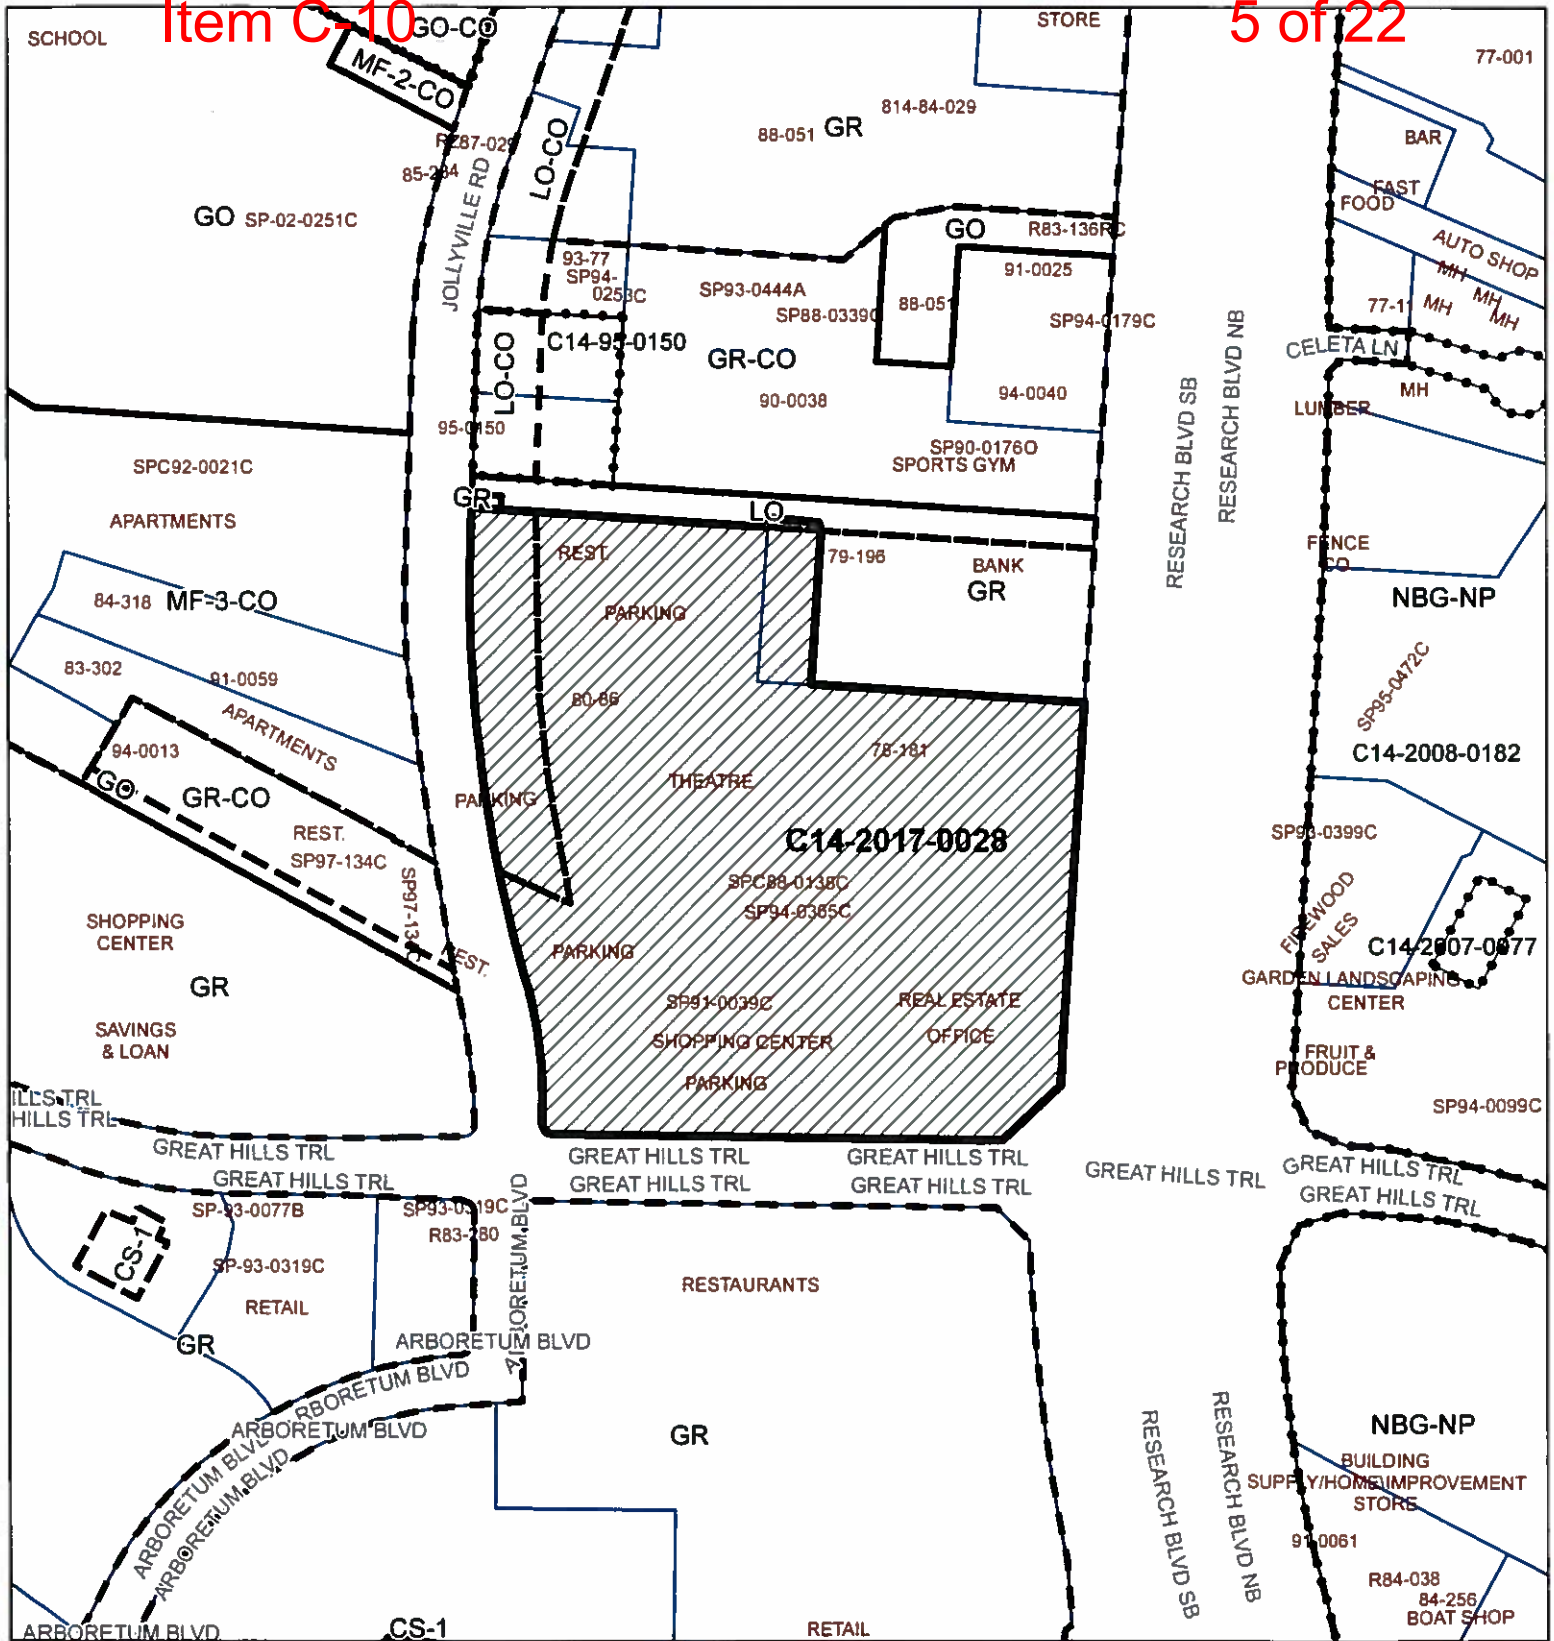 Item C-10
5 of 22
SCHOOL
GO-CO
MF-2-CO
STORE
77-001
814-84-029
88-051
GR
BAR
RZ87-029
85-284
LO-CO
JOLLYVILLE RD
FAST
FOOD
GO
SP-02-0251C
GO
R83-136RC
AUTO SHOP
93-77
SP94-
0253C
SP93-0444A
91-0025
MH
MH
MH
MH
77-11
SP88-0339C
88-051
SP94-0179C
C14-95-0150
LO-CO
GR-CO
CELETA LN
RESEARCH BLVD NB
RESEARCH BLVD SB
90-0038
94-0040
MH
LUMBER
95-0150
SP90-0176O
SPORTS GYM
SPC92-0021C
GR
LO
APARTMENTS
REST.
79-196
BANK
GR
FENCE
CO
84-318
MF-3-CO
PARKING
NBG-NP
83-302
91-0059
80-86
SP95-0472C
APARTMENTS
94-0013
78-181
C14-2008-0182
GO
GR-CO
PARKING
THEATRE
REST.
SP97-134C
C14-2017-0028
SP93-0399C
SP97-134C
SPC88-0138C
SP94-0365C
FIREWOOD
SALES
SHOPPING
CENTER
REST.
PARKING
C14-2007-0077
GR
GARDEN LANDSCAPING
CENTER
SP91-0039C
REAL ESTATE
OFFICE
SAVINGS
& LOAN
SHOPPING CENTER
FRUIT &
PRODUCE
PARKING
ILLS TRL
HILLS TRL
SP94-0099C
GREAT HILLS TRL
GREAT HILLS TRL
GREAT HILLS TRL
GREAT HILLS TRL
GREAT HILLS TRL
GREAT HILLS TRL
GREAT HILLS TRL
GREAT HILLS TRL
GREAT HILLS TRL
SP-93-0077B
SP93-0319C
R83-280
ARBORETUM BLVD
CS-1
SP-93-0319C
RETAIL
RESTAURANTS
GR
ARBORETUM BLVD
ARBORETUM BLVD
ARBORETUM BLVD
ARBORETUM BLVD
ARBORETUM BLVD
GR
NBG-NP
RESEARCH BLVD SB
RESEARCH BLVD NB
BUILDING
SUPPLY/HOME IMPROVEMENT
STORE
91-0061
R84-038
84-256
BOAT SHOP
ARBORETUM BLVD
CS-1
RETAIL